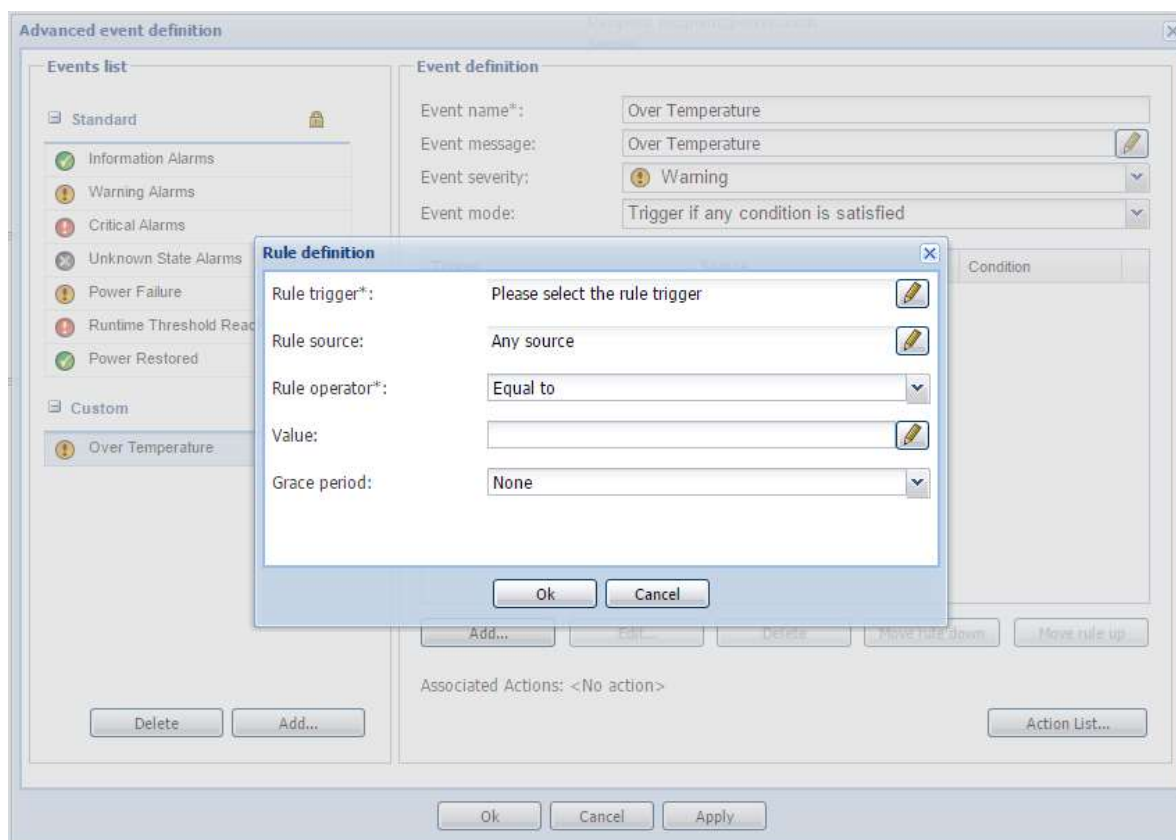 Advanced event definition
Events list
Standard
Information Alarms
Warning Alarms
Critical Alarms
Unknown State Alarms
Power Failure
Runtime Threshold Reac
Power Restored
Custom
Over Temperature
Delete Add...
Event definition
Event name*: Over Temperature
Event message: Over Temperature
Event severity: Warning
Event mode: Trigger if any condition is satisfied
Condition
Rule definition
Rule trigger*: Please select the rule trigger
Rule source: Any source
Rule operator*: Equal to
Value:
Grace period: None
Ok Cancel
Add... Edit... Delete Move rule down Move rule up
Associated Actions: <No action>
Action List...
Ok Cancel Apply